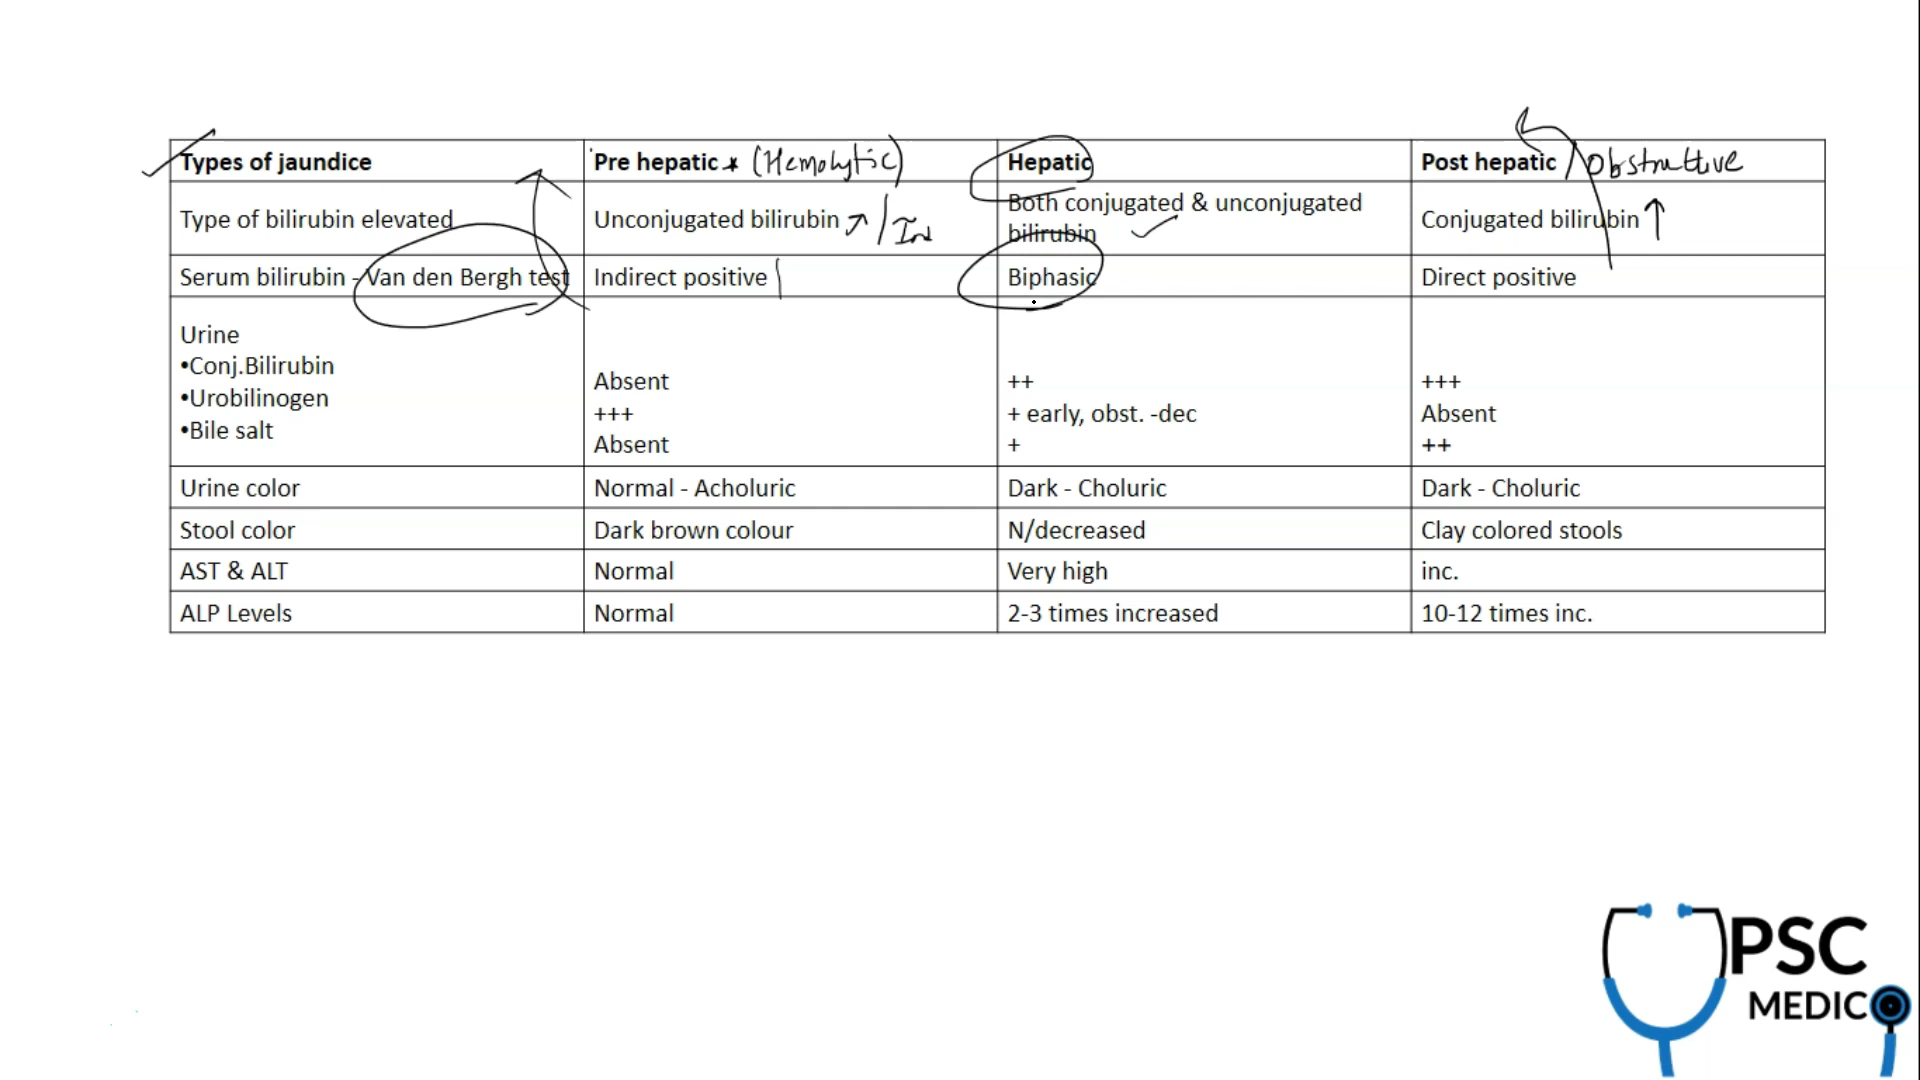 Types of jaundice
Pre hepatic * (Hemolytic)
Hepatic
Post hepatic / Obstructive
Type of bilirubin elevated
Unconjugated bilirubin ↗ / Ind
Both conjugated & unconjugated
bilirubin
Conjugated bilirubin ↑
Serum bilirubin - Van den Bergh test
Indirect positive
Biphasic
Direct positive
Urine
•Conj.Bilirubin
•Urobilinogen
•Bile salt
Absent
+++
Absent
++
+ early, obst. -dec
+
+++
Absent
++
Urine color
Normal - Acholuric
Dark - Choluric
Dark - Choluric
Stool color
Dark brown colour
N/decreased
Clay colored stools
AST & ALT
Normal
Very high
inc.
ALP Levels
Normal
2-3 times increased
10-12 times inc.
UPSC
MEDICO